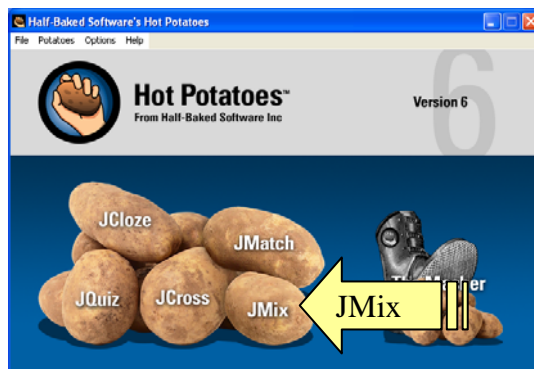 Half-Baked Software's Hot Potatoes
File Potatoes Options Help
Hot Potatoes™
From Half-Baked Software Inc
Version 6
6
JCloze
JMatch
JQuiz
JCross
JMix
JMix